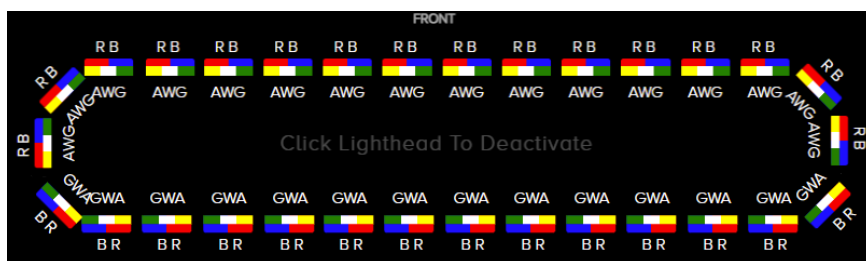 FRONT
R B R B R B R B R B R B R B R B R B R B R B R B
R B R B
AWG AWG AWG AWG AWG AWG AWG AWG AWG AWG AWG AWG
AWG AWG
R B AWG Click Lighthead To Deactivate AWG R B
GWA GWA
GWA GWA GWA GWA GWA GWA GWA GWA GWA GWA GWA GWA
B R B R
B R B R B R B R B R B R B R B R B R B R B R B R